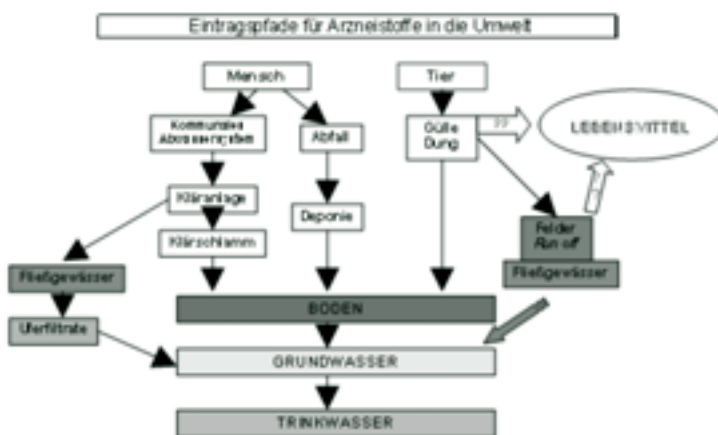 Eintragspfade für Arzneistoffe in die Umwelt
Mensch
Tier
Kommunales
Abwassersystem
Abfall
Gülle
Dung
??
LEBENSMITTEL
Kläranlage
Deponie
Klärschlamm
Felder
Run off
Fließgewässer
Fließgewässer
BODEN
Uferfiltrate
GRUNDWASSER
TRINKWASSER